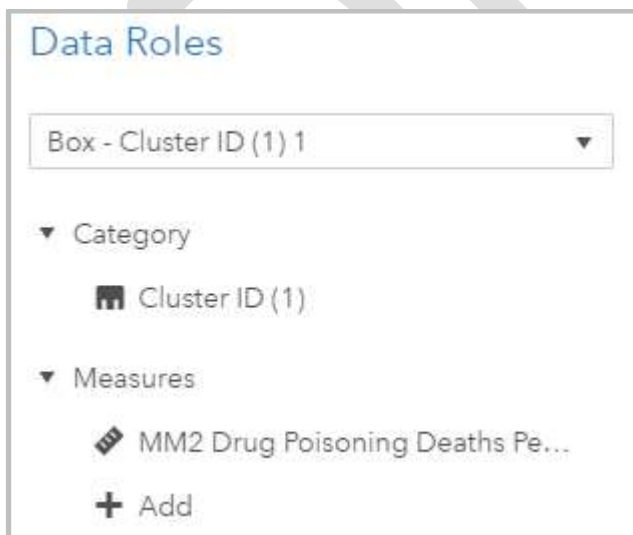 Data Roles
Box - Cluster ID (1) 1
Category
Cluster ID (1)
Measures
MM2 Drug Poisoning Deaths Pe...
Add